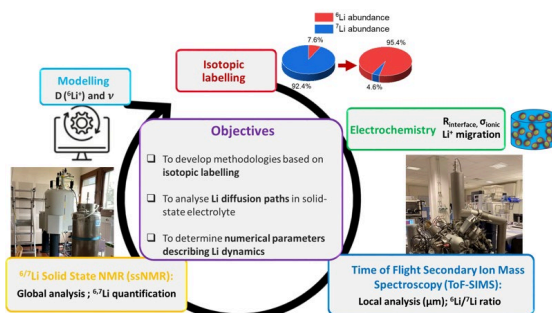 ⁶Li abundance
⁷Li abundance
7.6%
92.4%
95.4%
4.6%
Isotopic
labelling
Modelling
D(⁶Li⁺) and ν
Electrochemistry
R_interface, σ_ionic
Li⁺ migration
Objectives
To develop methodologies based on
isotopic labelling
To analyse Li diffusion paths in solid-
state electrolyte
To determine numerical parameters
describing Li dynamics
⁶/⁷Li Solid State NMR (ssNMR):
Global analysis ; ⁶,⁷Li quantification
Time of Flight Secondary Ion Mass
Spectroscopy (ToF-SIMS):
Local analysis (µm); ⁶Li/⁷Li ratio